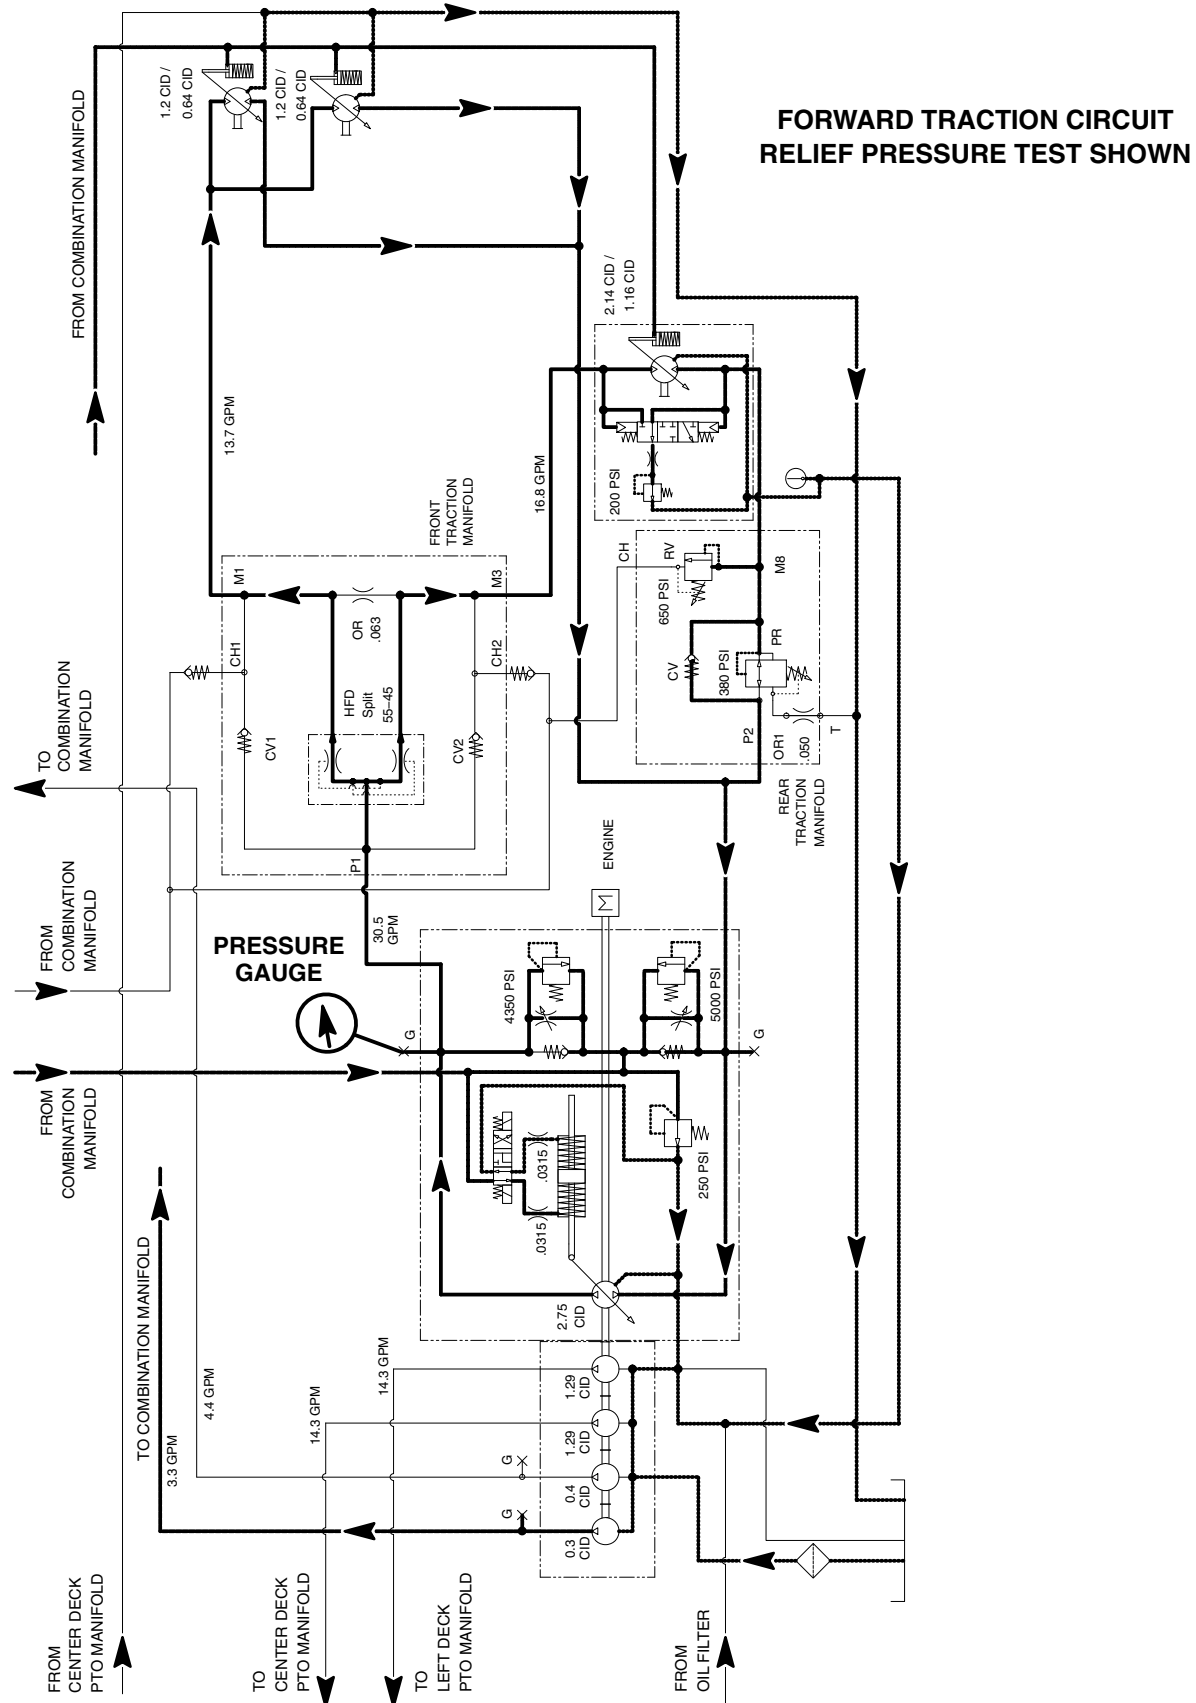 FORWARD TRACTION CIRCUIT
RELIEF PRESSURE TEST SHOWN
1.2 CID /
0.64 CID
1.2 CID /
0.64 CID
FROM COMBINATION MANIFOLD
2.14 CID /
1.16 CID
13.7 GPM
16.8 GPM
200 PSI
FRONT
TRACTION
MANIFOLD
M1
M3
OR
.063
CH
RV
650 PSI
M8
CH1
CH2
HFD
Split
55-45
CV1
CV2
CV
380 PSI
PR
P2
OR1
.050
T
REAR
TRACTION
MANIFOLD
TO
COMBINATION
MANIFOLD
P1
ENGINE
M
30.5
GPM
FROM
COMBINATION
MANIFOLD
PRESSURE
GAUGE
4350 PSI
5000 PSI
G
G
FROM
COMBINATION
MANIFOLD
.0315
.0315
250 PSI
TO COMBINATION MANIFOLD
2.75
CID
3.3 GPM
4.4 GPM
14.3 GPM
14.3 GPM
1.29
CID
1.29
CID
0.4
CID
0.3
CID
G
G
FROM
CENTER DECK
PTO MANIFOLD
TO
CENTER DECK
PTO MANIFOLD
TO
LEFT DECK
PTO MANIFOLD
FROM
OIL FILTER